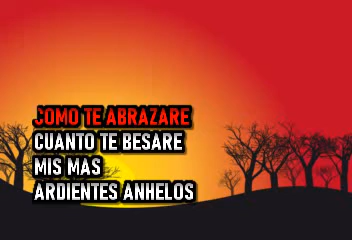 COMO TE ABRAZARE
CUANTO TE BESARE
MIS MAS
ARDIENTES ANHELOS